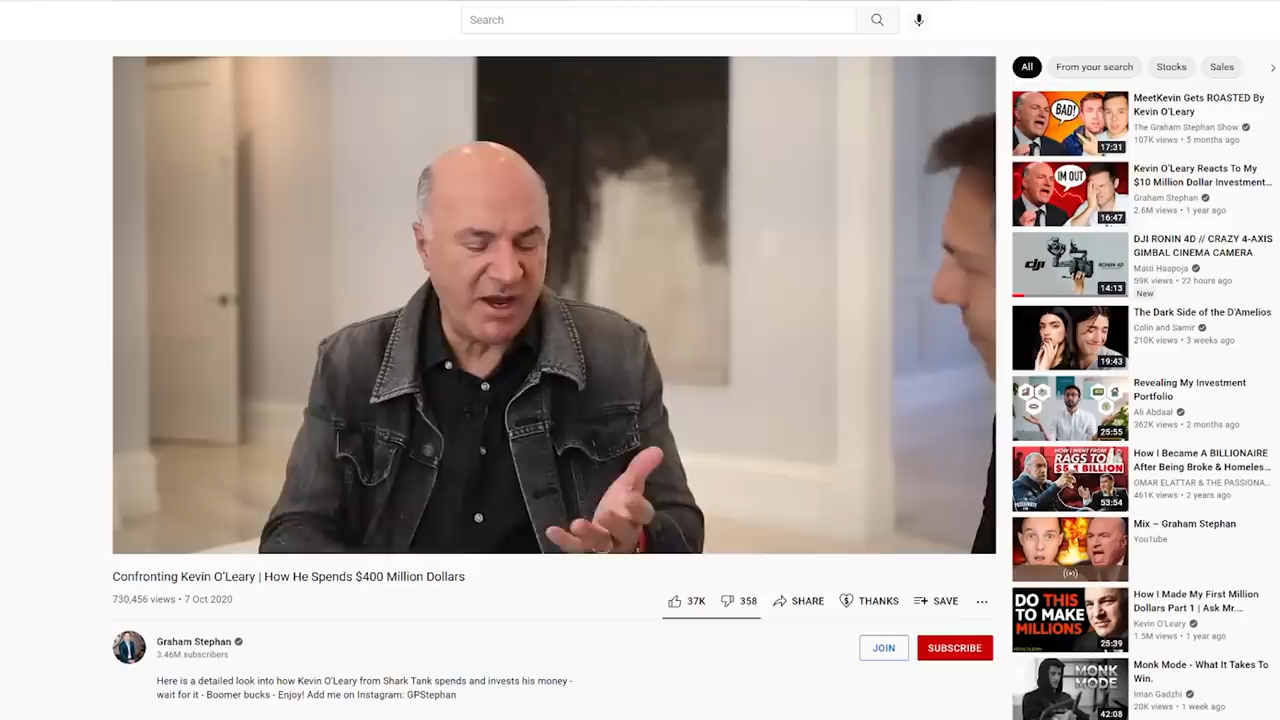 Search
All
From your search
Stocks
Sales
BAD!
17:31
MeetKevin Gets ROASTED By
Kevin O'Leary
The Graham Stephan Show
107K views • 5 months ago
IM OUT
16:47
Kevin O'Leary Reacts To My
$10 Million Dollar Investment...
Graham Stephan
2.6M views • 1 year ago
dji
RONIN 4D
14:13
DJI RONIN 4D // CRAZY 4-AXIS
GIMBAL CINEMA CAMERA
Matti Haapoja
59K views • 22 hours ago
New
19:43
The Dark Side of the D'Amelios
Colin and Samir
210K views • 3 weeks ago
25:55
Revealing My Investment
Portfolio
Ali Abdaal
362K views • 2 months ago
HOW I WENT FROM
RAGS TO
$5.1 BILLION
53:54
How I Became A BILLIONAIRE
After Being Broke & Homeles...
OMAR ELATTAR & THE PASSIONA...
461K views • 2 years ago
Mix – Graham Stephan
YouTube
DO THIS
TO MAKE
MILLIONS
25:39
How I Made My First Million
Dollars Part 1 | Ask Mr....
Kevin O'Leary
1.5M views • 1 year ago
MONK
MODE
42:08
Monk Mode - What It Takes To
Win.
Iman Gadzhi
20K views • 1 week ago
Confronting Kevin O'Leary | How He Spends $400 Million Dollars
730,456 views • 7 Oct 2020
37K
358
SHARE
THANKS
SAVE
Graham Stephan
3.46M subscribers
JOIN
SUBSCRIBE
Here is a detailed look into how Kevin O'Leary from Shark Tank spends and invests his money -
wait for it - Boomer bucks - Enjoy! Add me on Instagram: GPStephan